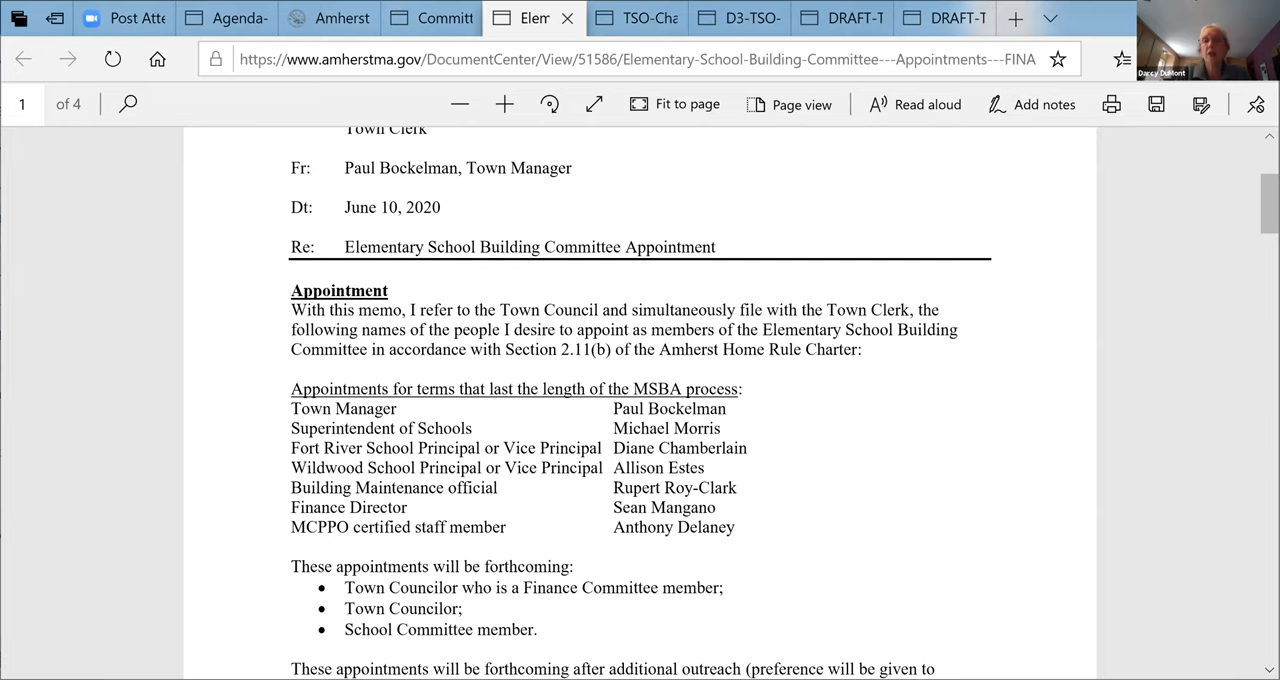 Post Atte
Agenda-
Amherst
Committ
Elem
TSO-Cha
D3-TSO-
DRAFT-T
DRAFT-T
https://www.amherstma.gov/DocumentCenter/View/51586/Elementary-School-Building-Committee---Appointments---FINA
Darcy DuMont
1 of 4
Fit to page
Page view
Read aloud
Add notes
Town Clerk
Fr: Paul Bockelman, Town Manager
Dt: June 10, 2020
Re: Elementary School Building Committee Appointment
Appointment
With this memo, I refer to the Town Council and simultaneously file with the Town Clerk, the
following names of the people I desire to appoint as members of the Elementary School Building
Committee in accordance with Section 2.11(b) of the Amherst Home Rule Charter:
Appointments for terms that last the length of the MSBA process:
Town Manager Paul Bockelman
Superintendent of Schools Michael Morris
Fort River School Principal or Vice Principal Diane Chamberlain
Wildwood School Principal or Vice Principal Allison Estes
Building Maintenance official Rupert Roy-Clark
Finance Director Sean Mangano
MCPPO certified staff member Anthony Delaney
These appointments will be forthcoming:
• Town Councilor who is a Finance Committee member;
• Town Councilor;
• School Committee member.
These appointments will be forthcoming after additional outreach (preference will be given to